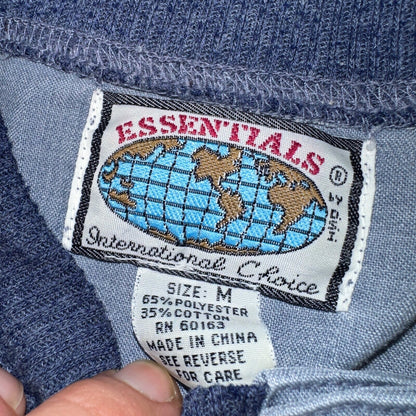 ESSENTIALS
®
International Choice
SIZE: M
65% POLYESTER
35% COTTON
RN 60163
MADE IN CHINA
SEE REVERSE
FOR CARE